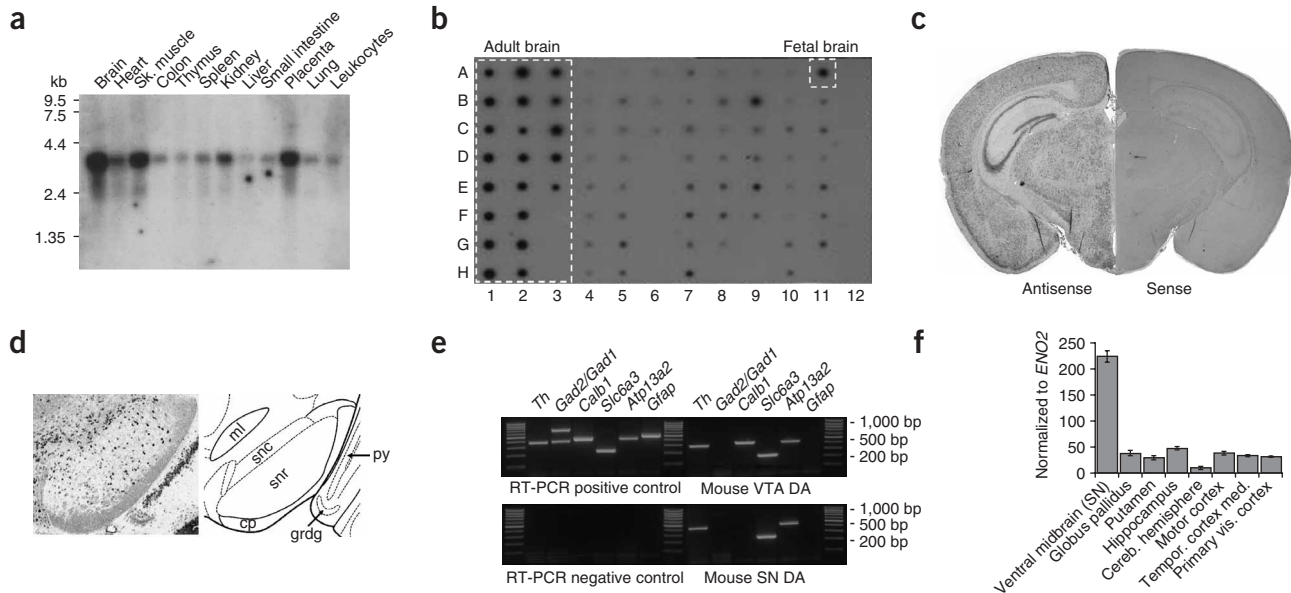 a
kb
Brain
Heart
Sk. muscle
Colon
Thymus
Spleen
Kidney
Liver
Small intestine
Placenta
Lung
Leukocytes
9.5
7.5
4.4
2.4
1.35
b
Adult brain
Fetal brain
A
B
C
D
E
F
G
H
1 2 3 4 5 6 7 8 9 10 11 12
c
Antisense
Sense
d
ml
snc
snr
cp
py
grdg
e
Th
Gad2/Gad1
Calb1
Slc6a3
Atp13a2
Gfap
Th
Gad2/Gad1
Calb1
Slc6a3
Atp13a2
Gfap
- 1,000 bp
- 500 bp
- 200 bp
RT-PCR positive control
Mouse VTA DA
- 1,000 bp
- 500 bp
- 200 bp
RT-PCR negative control
Mouse SN DA
f
Normalized to ENO2
250
200
150
100
50
0
Ventral midbrain (SN)
Globus pallidus
Putamen
Hippocampus
Cereb. hemisphere
Motor cortex
Tempor. cortex med.
Primary vis. cortex